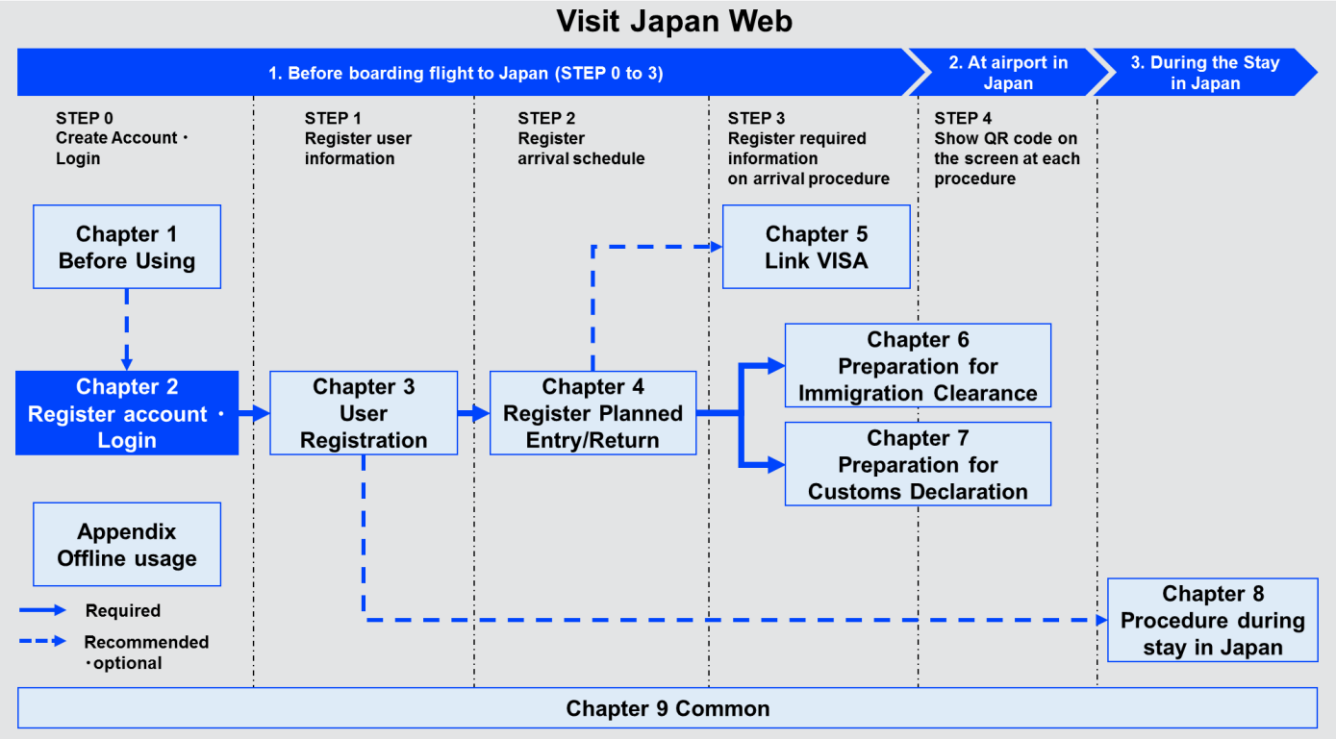 Visit Japan Web
1. Before boarding flight to Japan (STEP 0 to 3)
2. At airport in
Japan
3. During the Stay
in Japan
STEP 0
Create Account・
Login
STEP 1
Register user
information
STEP 2
Register
arrival schedule
STEP 3
Register required
information
on arrival procedure
STEP 4
Show QR code on
the screen at each
procedure
Chapter 1
Before Using
Chapter 5
Link VISA
Chapter 2
Register account・
Login
Chapter 3
User
Registration
Chapter 4
Register Planned
Entry/Return
Chapter 6
Preparation for
Immigration Clearance
Chapter 7
Preparation for
Customs Declaration
Appendix
Offline usage
Required
Recommended
・optional
Chapter 8
Procedure during
stay in Japan
Chapter 9 Common